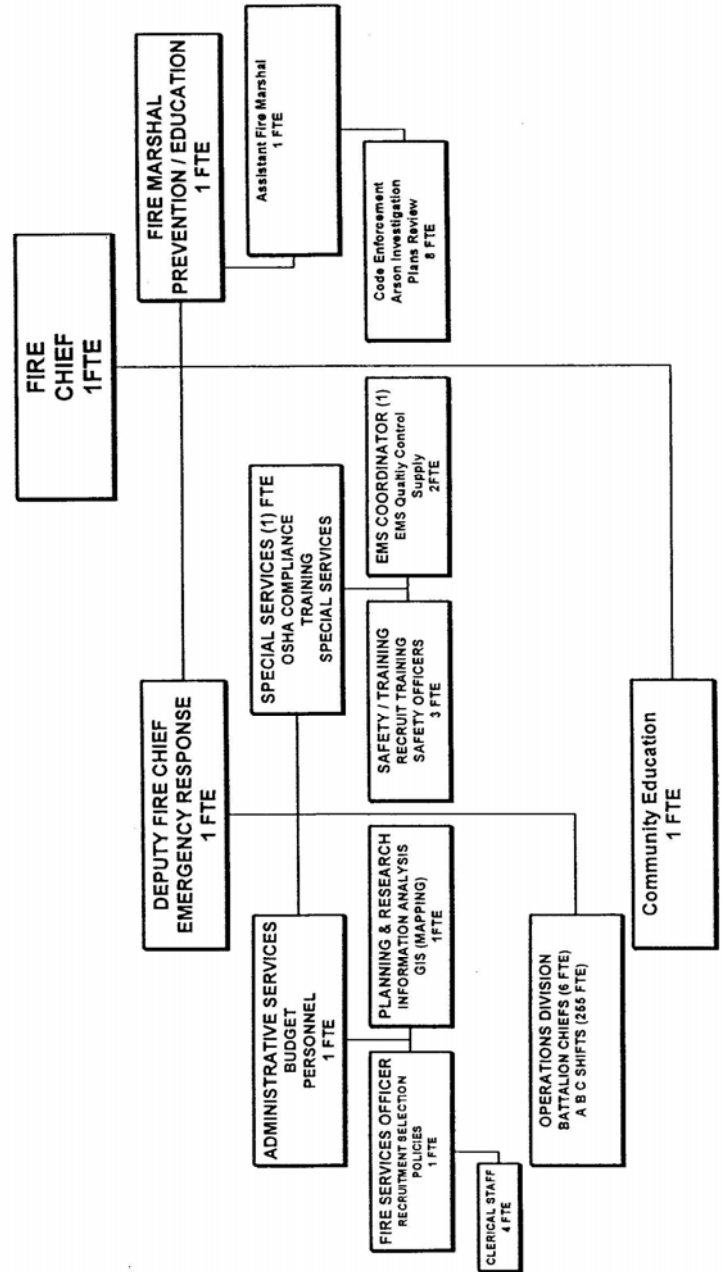 FIRE
CHIEF
1FTE
DEPUTY FIRE CHIEF
EMERGENCY RESPONSE
1 FTE
FIRE MARSHAL
PREVENTION / EDUCATION
1 FTE
ADMINISTRATIVE SERVICES
BUDGET
PERSONNEL
1 FTE
SPECIAL SERVICES (1) FTE
OSHA COMPLIANCE
TRAINING
SPECIAL SERVICES
Assistant Fire Marshal
1 FTE
FIRE SERVICES OFFICER
RECRUITMENT SELECTION
POLICIES
1 FTE
PLANNING & RESEARCH
INFORMATION ANALYSIS
GIS (MAPPING)
1FTE
SAFETY / TRAINING
RECRUIT TRAINING
SAFETY OFFICERS
3 FTE
EMS COORDINATOR (1)
EMS Qualtiy Control
Supply
2FTE
Code Enforcement
Arson Investigation
Plans Review
8 FTE
CLERICAL STAFF
4 FTE
OPERATIONS DIVISION
BATTALION CHIEFS (6 FTE)
A B C SHIFTS (255 FTE)
Community Education
1 FTE